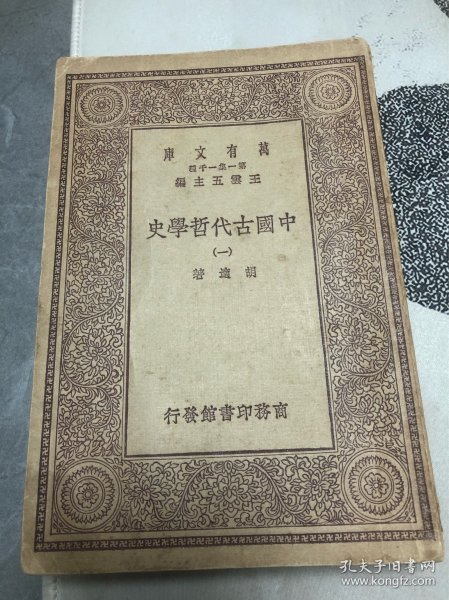 萬有文庫
第一集一千種
王雲五主編
中國古代哲學史
(一)
胡適著
商務印書館發行
孔夫子旧书网
www.kongfz.com